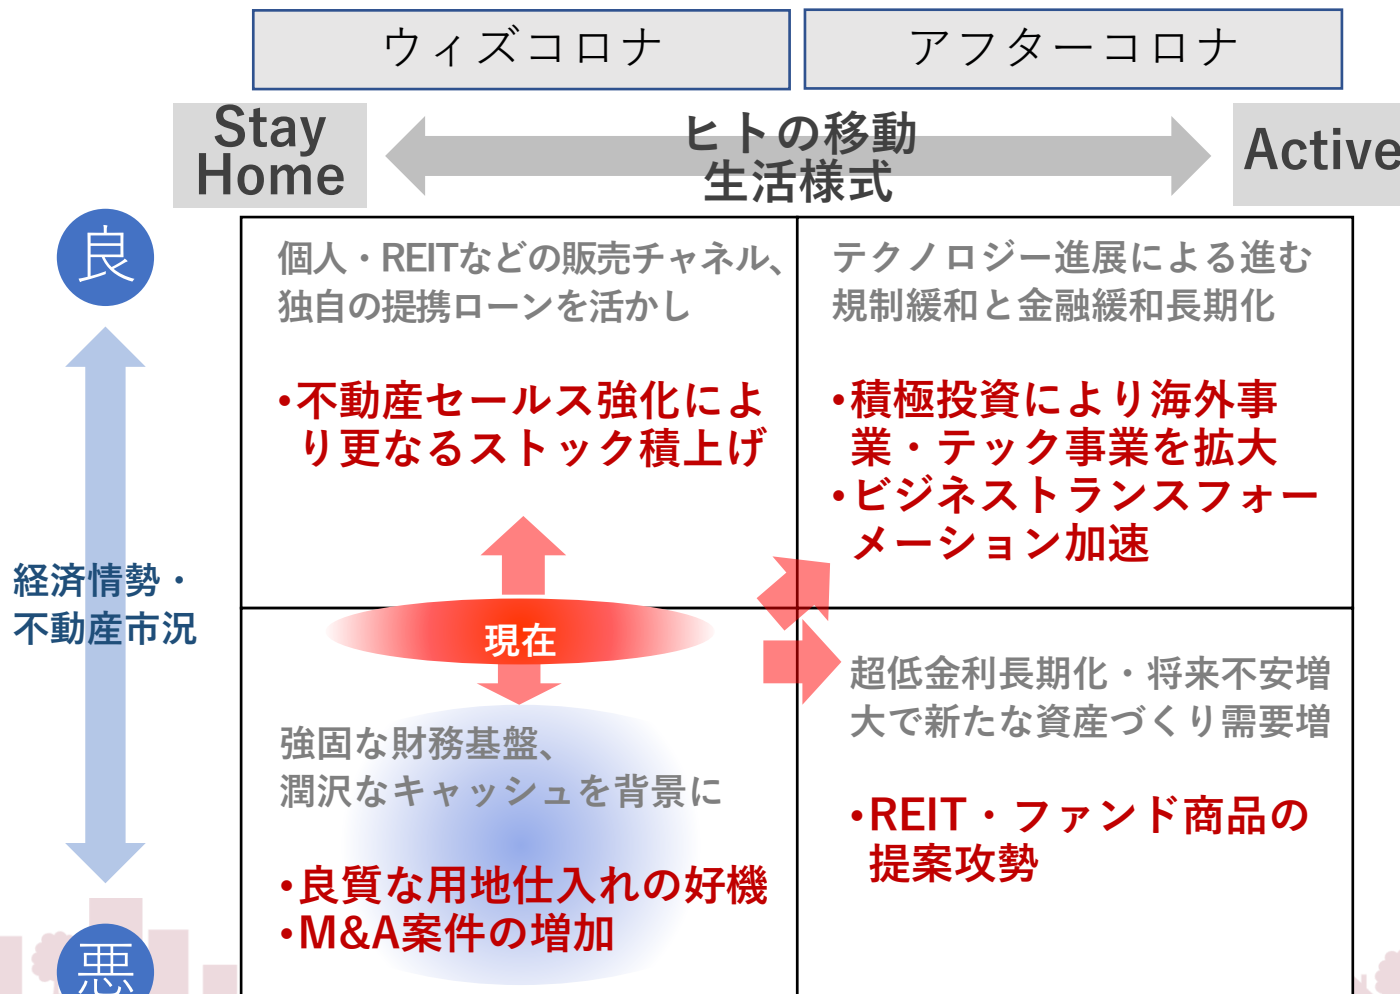 ウィズコロナ
アフターコロナ
Stay
Home
ヒトの移動
生活様式
Active
良
個人・REITなどの販売チャネル、
独自の提携ローンを活かし
・不動産セールス強化によ
り更なるストック積上げ
テクノロジー進展による進む
規制緩和と金融緩和長期化
・積極投資により海外事
業・テック事業を拡大
・ビジネストランスフォー
メーション加速
経済情勢・
不動産市況
現在
強固な財務基盤、
潤沢なキャッシュを背景に
・良質な用地仕入れの好機
・M&A案件の増加
超低金利長期化・将来不安増
大で新たな資産づくり需要増
・REIT・ファンド商品の
提案攻勢
悪